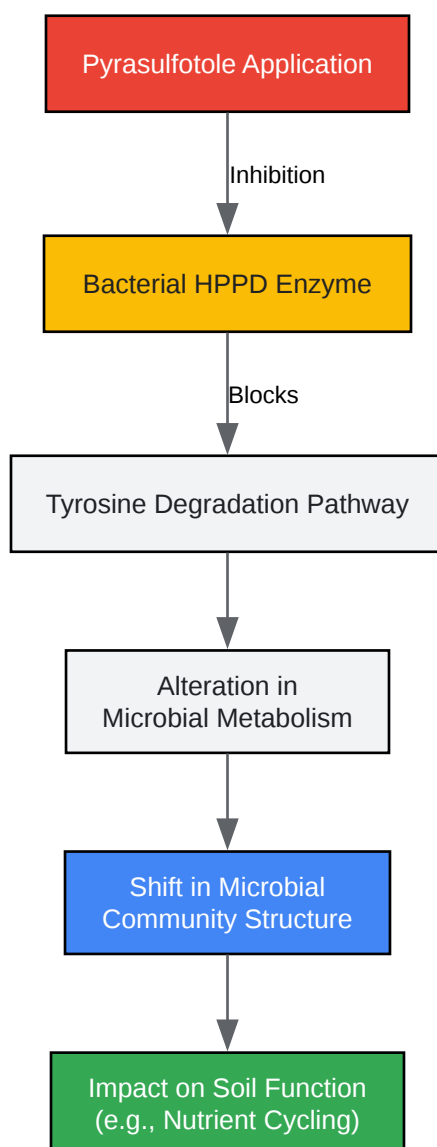 Pyrasulfotole Application
Inhibition
Bacterial HPPD Enzyme
Blocks
Tyrosine Degradation Pathway
Alteration in
Microbial Metabolism
Shift in Microbial
Community Structure
Impact on Soil Function
(e.g., Nutrient Cycling)